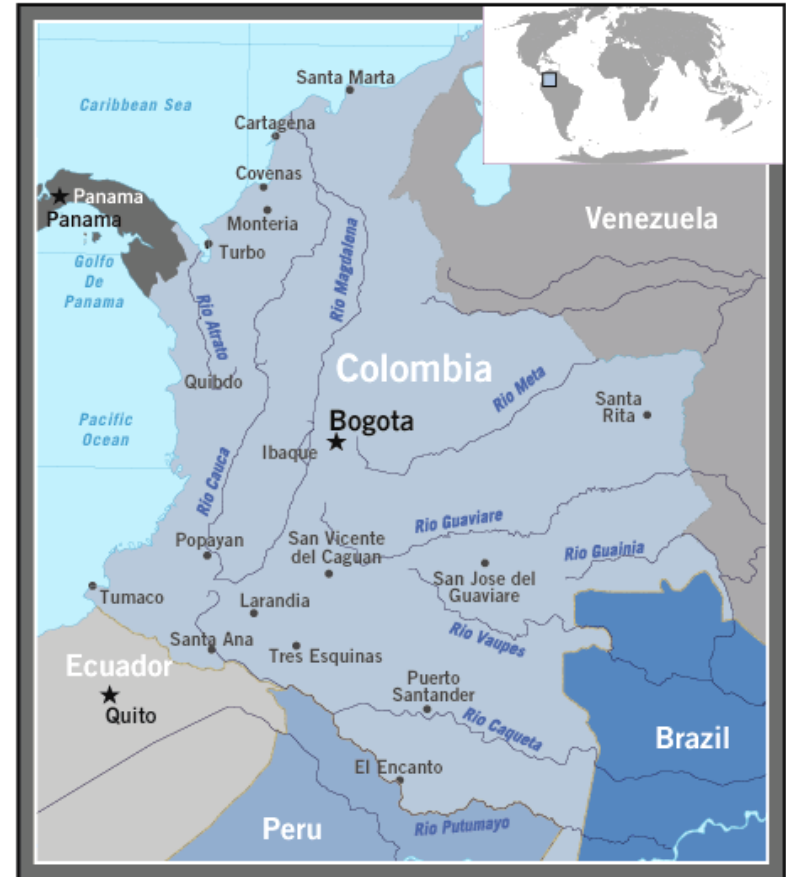 Santa Marta
Caribbean Sea
Cartagena
Covenas
Panama
Panama
Monteria
Venezuela
Turbo
Golfo
De
Panama
Rio Magdalena
Rio Atrato
Colombia
Quibdo
Rio Meta
Santa
Rita
Pacific
Ocean
Bogota
Ibaque
Rio Cauca
Rio Guaviare
Popayan
San Vicente
del Caguan
Rio Guainia
San Jose del
Guaviare
Tumaco
Larandia
Santa Ana
Rio Vaupes
Tres Esquinas
Ecuador
Quito
Puerto
Santander
Rio Caqueta
Brazil
El Encanto
Peru
Rio Putumayo